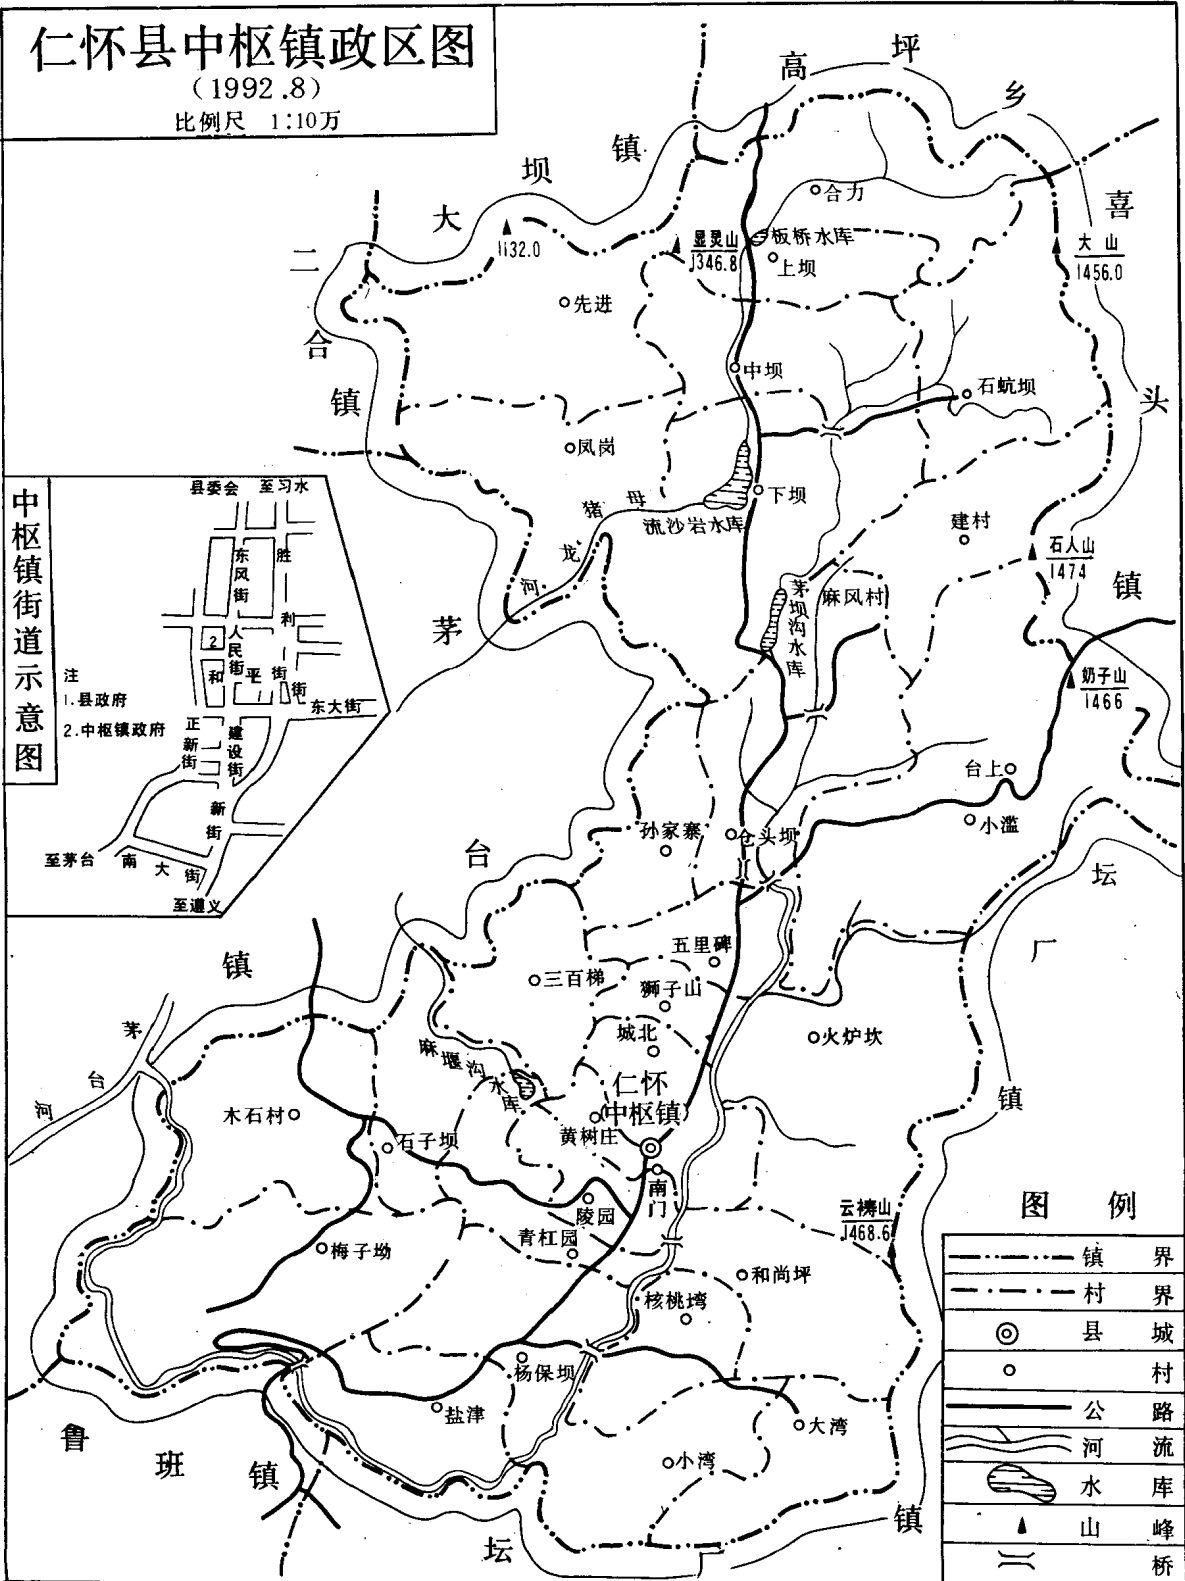 仁怀县中枢镇政区图
（1992.8）
比例尺 1:10万
高坪乡
大坝镇
二合镇
喜头镇
茅台镇
坛厂镇
鲁班镇
坛
镇
1132.0
显灵山
1346.8
板桥水库
合力
上坝
大山
1456.0
先进
中坝
石蚢坝
凤岗
下坝
流沙岩水库
母猪龙河
建村
石人山
1474
麻风村
茅坝沟水库
奶子山
1466
台上
小滥
孙家寨
仓头坝
五里碑
三百梯
狮子山
城北
火炉坎
麻堰沟水库
仁怀
中枢镇
黄树庄
木石村
石子坝
南门
陵园
青杠园
梅子坳
云梼山
1468.6
和尚坪
核桃塆
杨保坝
盐津
大湾
小湾
茅台河
中枢镇街道示意图
县委会
至习水
东风街
胜利街
人民街
2
和平街
东大街
正新街
建设街
新街
南大街
至茅台
至遵义
注
1.县政府
2.中枢镇政府
图例
镇界
村界
县城
村
公路
河流
水库
山峰
桥